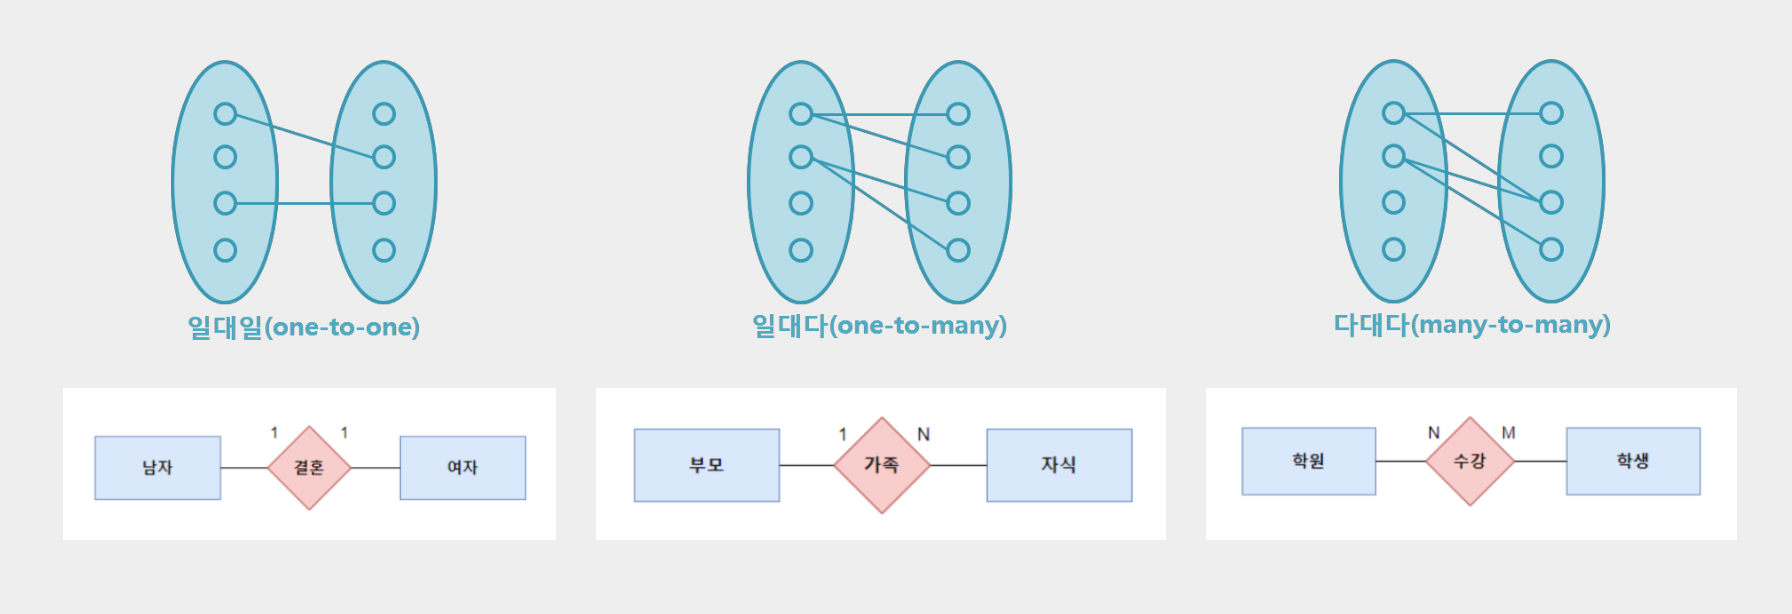 일대일(one-to-one)
일대다(one-to-many)
다대다(many-to-many)
남자
1
결혼
1
여자
부모
1
가족
N
자식
학원
N
수강
M
학생